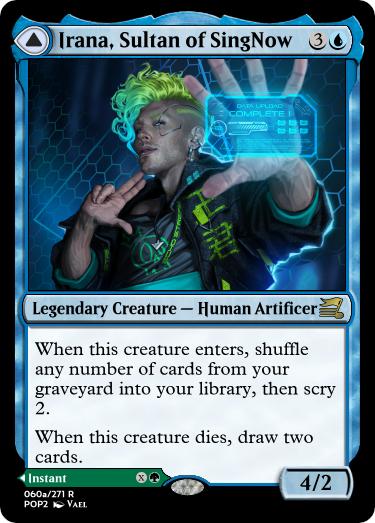 Irana, Sultan of SingNow 3
DATA UPLOAD
COMPLETE !
Legendary Creature — Human Artificer
When this creature enters, shuffle
any number of cards from your
graveyard into your library, then scry
2.
When this creature dies, draw two
cards.
Instant X
4/2
060a/271 R
POP2 VAEL